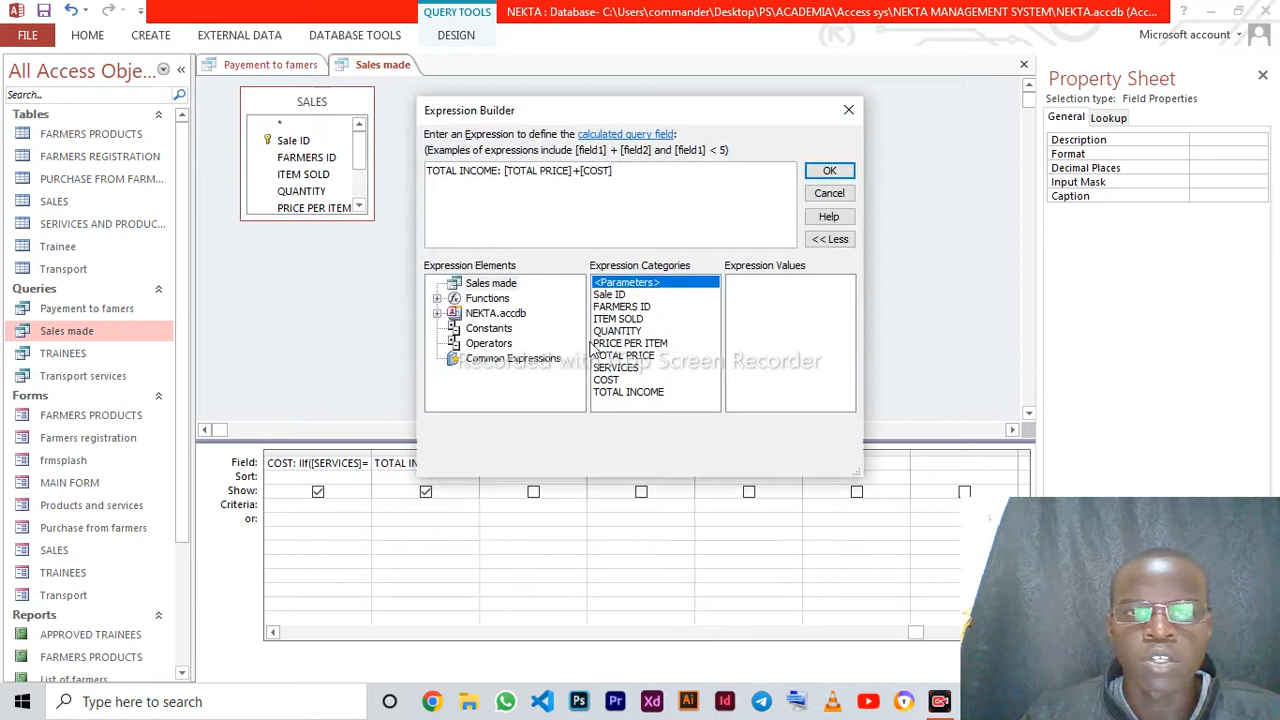 QUERY TOOLS
NEKTA : Database- C:\Users\commander\Desktop\PS\ACADEMIA\Access sys\NEKTA MANAGEMENT SYSTEM\NEKTA.accdb (Acc...
FILE HOME CREATE EXTERNAL DATA DATABASE TOOLS DESIGN Microsoft account
All Access Obje...
Search...
Tables
FARMERS PRODUCTS
FARMERS REGISTRATION
PURCHASE FROM FARM...
SALES
SERIVICES AND PRODUC...
Trainee
Transport
Queries
Payement to famers
Sales made
TRAINEES
Transport services
Forms
FARMERS PRODUCTS
Farmers registration
frmsplash
MAIN FORM
Products and services
Purchase from farmers
SALES
TRAINEES
Transport
Reports
APPROVED TRAINEES
FARMERS PRODUCTS
List of farmers
Payement to famers
Sales made
SALES
*
Sale ID
FARMERS ID
ITEM SOLD
QUANTITY
PRICE PER ITEM
Expression Builder
Enter an Expression to define the calculated query field:
(Examples of expressions include [field1] + [field2] and [field1] < 5)
TOTAL INCOME: [TOTAL PRICE]+[COST]
OK
Cancel
Help
<< Less
Expression Elements
Sales made
Functions
NEKTA.accdb
Constants
Operators
Common Expressions
Expression Categories
<Parameters>
Sale ID
FARMERS ID
ITEM SOLD
QUANTITY
PRICE PER ITEM
TOTAL PRICE
SERVICES
COST
TOTAL INCOME
Expression Values
Recorded with iTop Screen Recorder
Field: COST: IIf([SERVICES]= TOTAL IN
Sort:
Show:
Criteria:
or:
Property Sheet
Selection type: Field Properties
General Lookup
Description
Format
Decimal Places
Input Mask
Caption
Type here to search